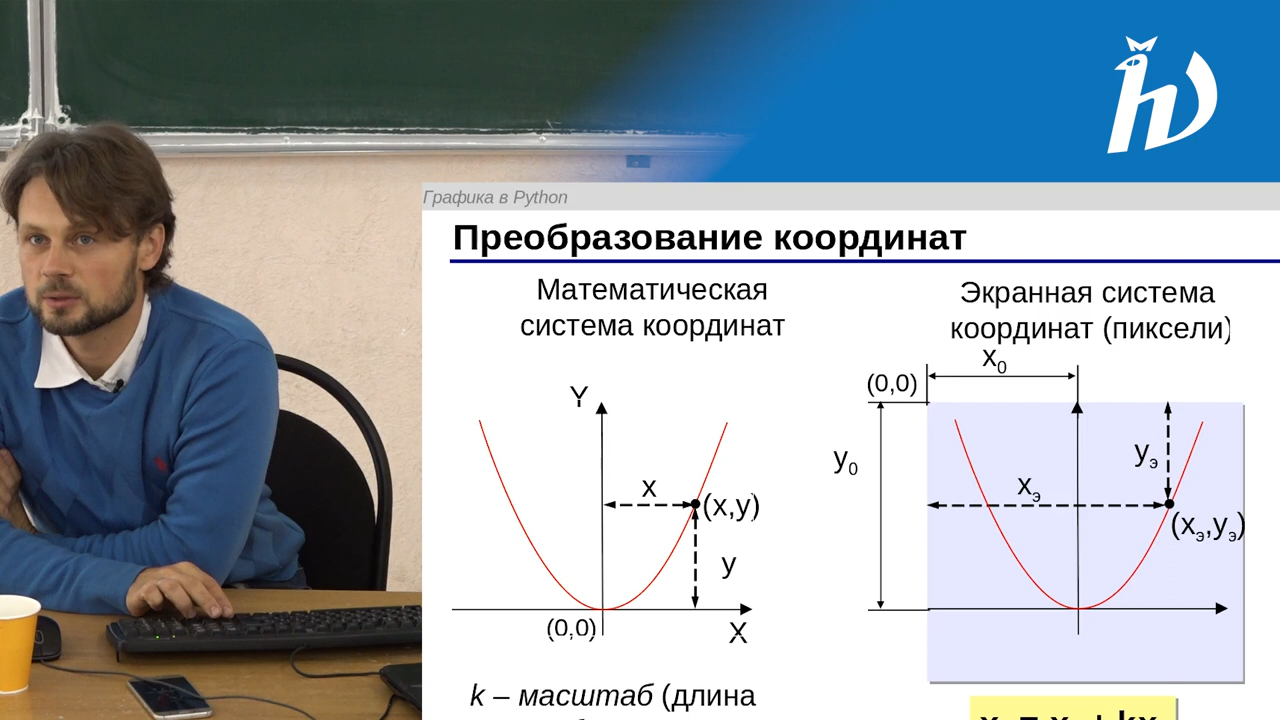 Графика в Python
Преобразование координат
Математическая
система координат
Экранная система
координат (пиксели)
x₀
(0,0)
Y
y₀
yэ
x
xэ
(x,y)
(xэ,yэ)
y
(0,0)
X
k – масштаб (длина